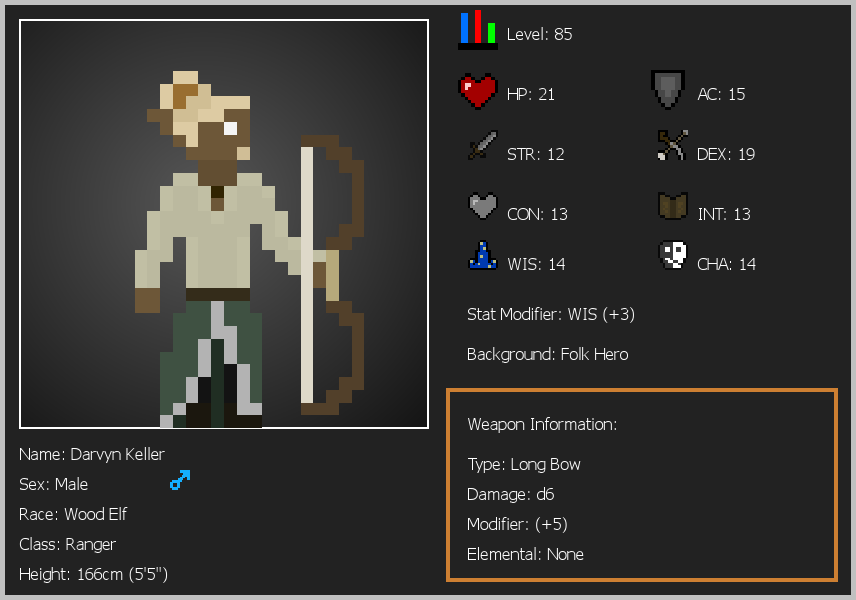 Level: 85
HP: 21
AC: 15
STR: 12
DEX: 19
CON: 13
INT: 13
WIS: 14
CHA: 14
Stat Modifier: WIS (+3)
Background: Folk Hero
Weapon Information:
Type: Long Bow
Damage: d6
Modifier: (+5)
Elemental: None
Name: Darvyn Keller
Sex: Male
Race: Wood Elf
Class: Ranger
Height: 166cm (5'5")